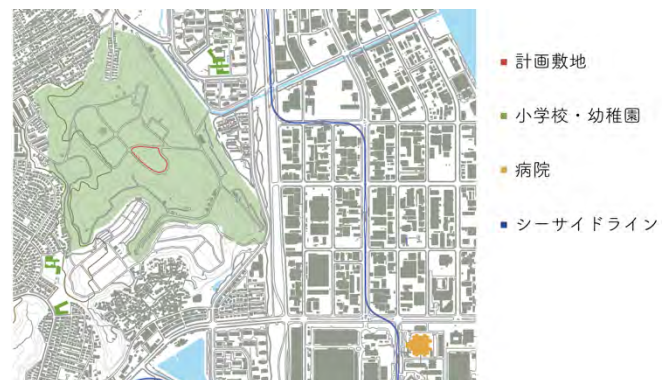 計画敷地
小学校・幼稚園
病院
シーサイドライン